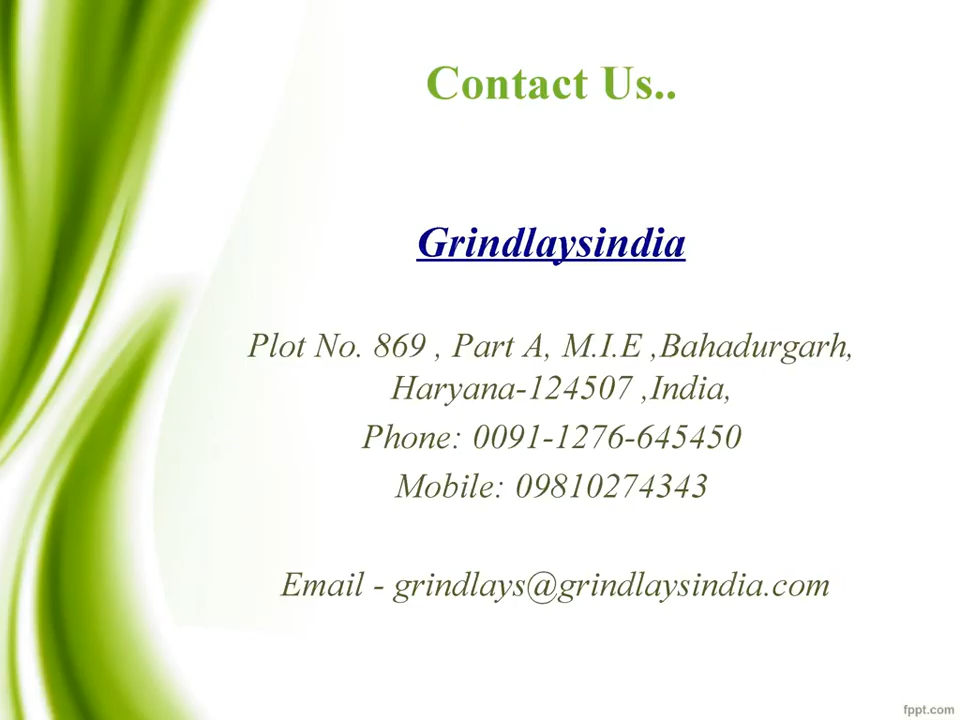 Contact Us..
Grindlaysindia
Plot No. 869 , Part A, M.I.E ,Bahadurgarh,
Haryana-124507 ,India,
Phone: 0091-1276-645450
Mobile: 09810274343
Email - grindlays@grindlaysindia.com
fppt.com